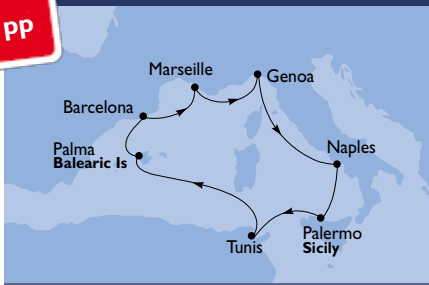 pp
Marseille
Genoa
Barcelona
Palma
Balearic Is
Naples
Palermo
Sicily
Tunis